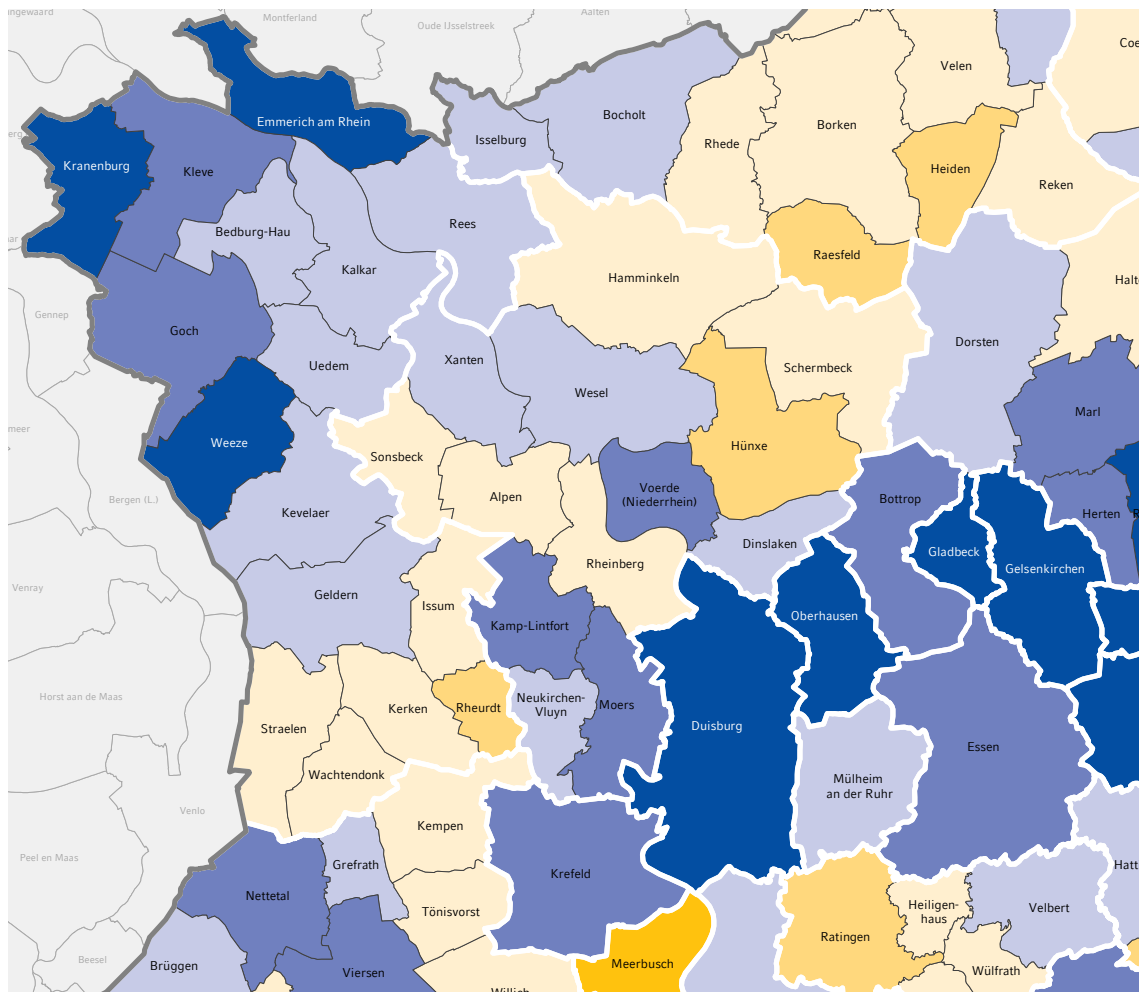 Montferland
Oude IJsselstreek
Aalten
Velen
Emmerich am Rhein
Bocholt
Borken
Isselburg
Rhede
Kranenburg
Kleve
Heiden
Reken
Rees
Bedburg-Hau
Raesfeld
Kalkar
Hamminkeln
Gennep
Goch
Dorsten
Uedem
Xanten
Schermbeck
Wesel
Marl
Weeze
Hünxe
Sonsbeck
Voerde
(Niederrhein)
Alpen
Bottrop
Bergen (L.)
Kevelaer
Herten
Dinslaken
Gladbeck
Rheinberg
Gelsenkirchen
Venray
Geldern
Issum
Oberhausen
Kamp-Lintfort
Horst aan de Maas
Neukirchen-
Vluyn
Kerken
Rheurdt
Moers
Straelen
Duisburg
Essen
Wachtendonk
Mülheim
an der Ruhr
Venlo
Kempen
Peel en Maas
Grefrath
Krefeld
Nettetal
Heiligen-
haus
Velbert
Tönisvorst
Ratingen
Beesel
Brüggen
Viersen
Meerbusch
Wülfrath